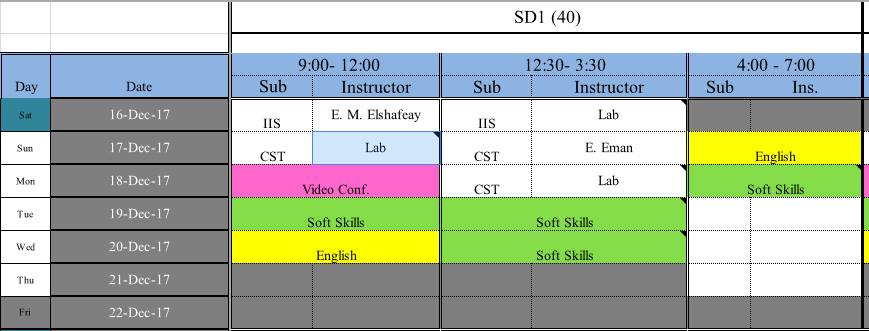 SD1 (40)
9:00- 12:00 12:30- 3:30 4:00 - 7:00
Day Date Sub Instructor Sub Instructor Sub Ins.
Sat 16-Dec-17 IIS E. M. Elshafeay IIS Lab
Sun 17-Dec-17 CST Lab CST E. Eman English
Mon 18-Dec-17 Video Conf. CST Lab Soft Skills
Tue 19-Dec-17 Soft Skills Soft Skills
Wed 20-Dec-17 English Soft Skills
Thu 21-Dec-17
Fri 22-Dec-17